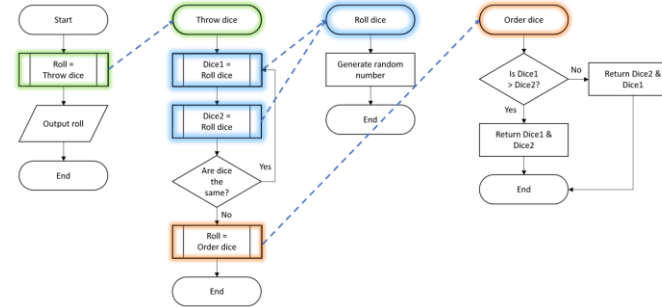 Start
Roll =
Throw dice
Output roll
End
Throw dice
Dice1 =
Roll dice
Dice2 =
Roll dice
Are dice
the
same?
Yes
No
Roll =
Order dice
End
Roll dice
Generate random
number
End
Order dice
Is Dice1
> Dice2?
No
Return Dice2 &
Dice1
Yes
Return Dice1 &
Dice2
End